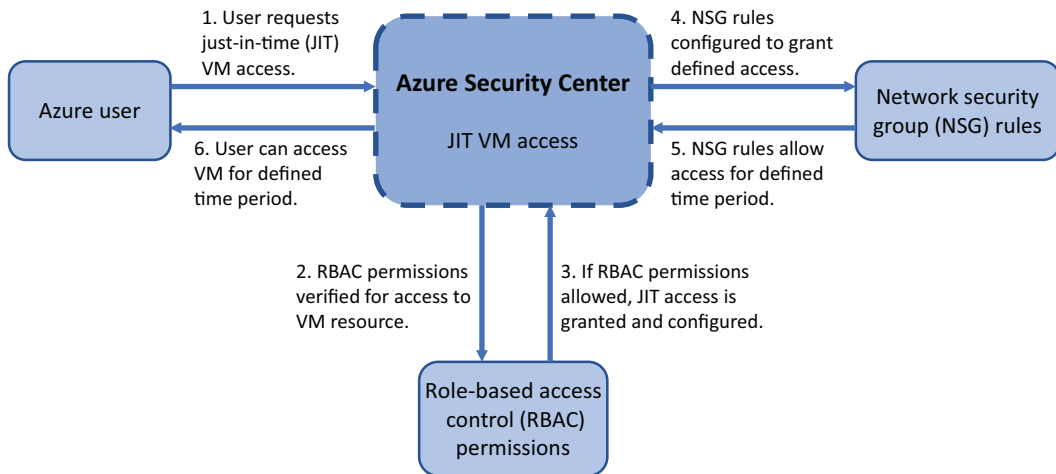 1. User requests
just-in-time (JIT)
VM access.
4. NSG rules
configured to grant
defined access.
Azure user
Azure Security Center
JIT VM access
Network security
group (NSG) rules
6. User can access
VM for defined
time period.
5. NSG rules allow
access for defined
time period.
2. RBAC permissions
verified for access to
VM resource.
3. If RBAC permissions
allowed, JIT access is
granted and configured.
Role-based access
control (RBAC)
permissions